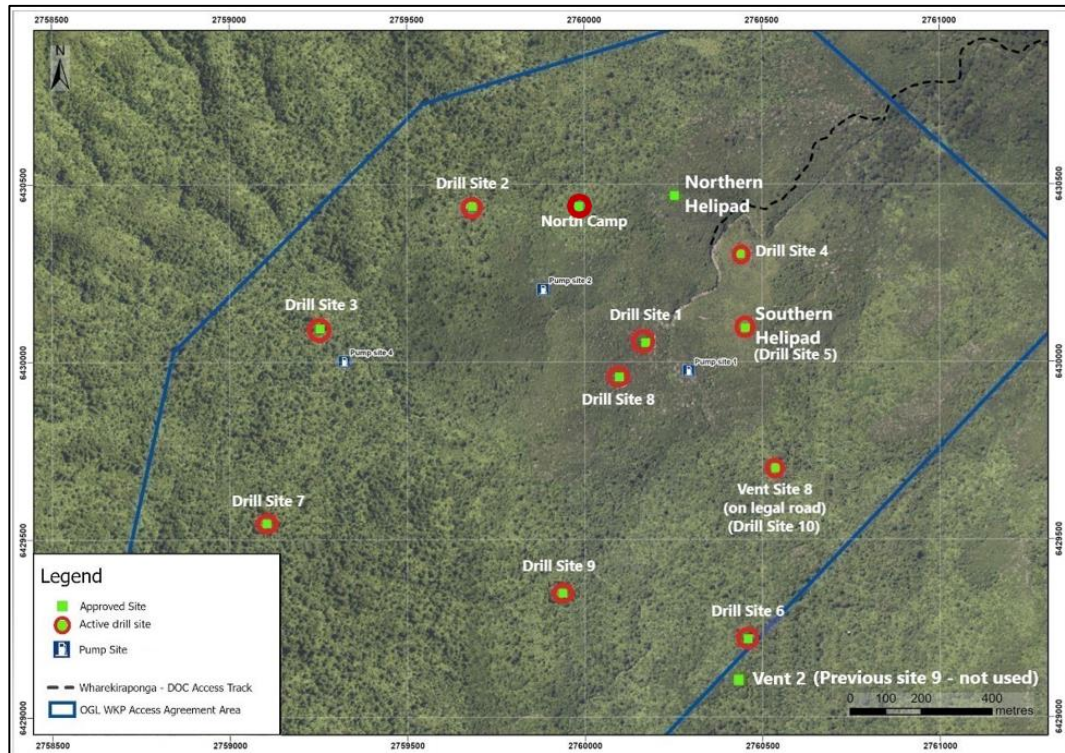 2758500 2759000 2759500 2760000 2760500 2761000
N
6430500
6430500
Drill Site 2
North Camp
Northern
Helipad
Drill Site 4
Pump site 2
Drill Site 3
Pump site 4
Drill Site 1
Southern
Helipad
(Drill Site 5)
6430000
6430000
Pump site 1
Drill Site 8
Vent Site 8
(on legal road)
(Drill Site 10)
Drill Site 7
6429500
6429500
Drill Site 9
Drill Site 6
Vent 2 (Previous site 9 - not used)
Legend
Approved Site
Active drill site
Pump Site
Wharekiraponga - DOC Access Track
OGL WKP Access Agreement Area
0 100 200 400
metres
6429000
6429000
2758500 2759000 2759500 2760000 2760500 2761000